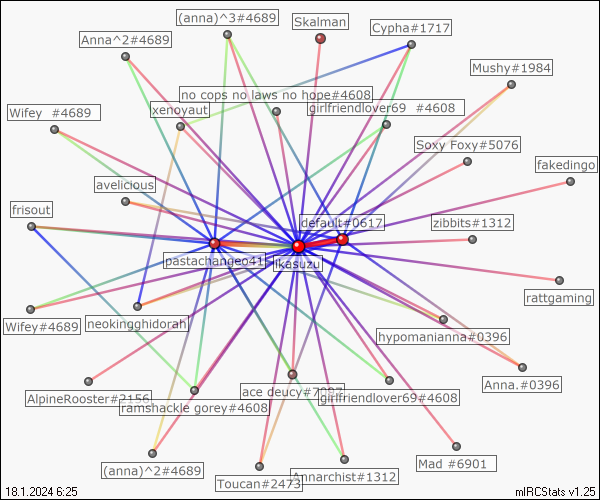 (anna)^3#4689
Skalman
Cypha#1717
Anna^2#4689
Mushy#1984
no cops no laws no hope#4608
xenoyaut
girlfriendlover69 #4608
Wifey #4689
Soxy Foxy#5076
fakedingo
avelicious
frisout
default#0617
zibbits#1312
pastachangeo41
ikasuzu
rattgaming
Wifey#4689
neokingghidorah
hypomanianna#0396
Anna.#0396
AlpineRooster#2156
ace deucy#7097
girlfriendlover69#4608
ramshackle gorey#4608
(anna)^2#4689
Toucan#2473
Annarchist#1312
Mad #6901
18.1.2024 6:25
mIRCStats v1.25